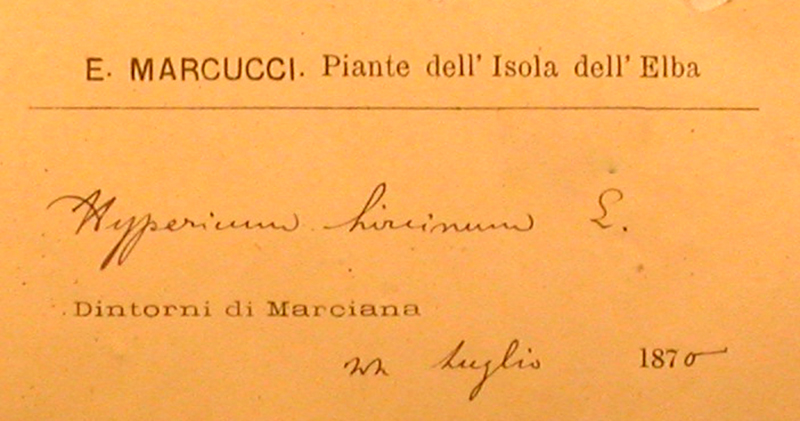 E. MARCUCCI. Piante dell' Isola dell' Elba
Hypericum hircinum L.
Dintorni di Marciana
Luglio 1870